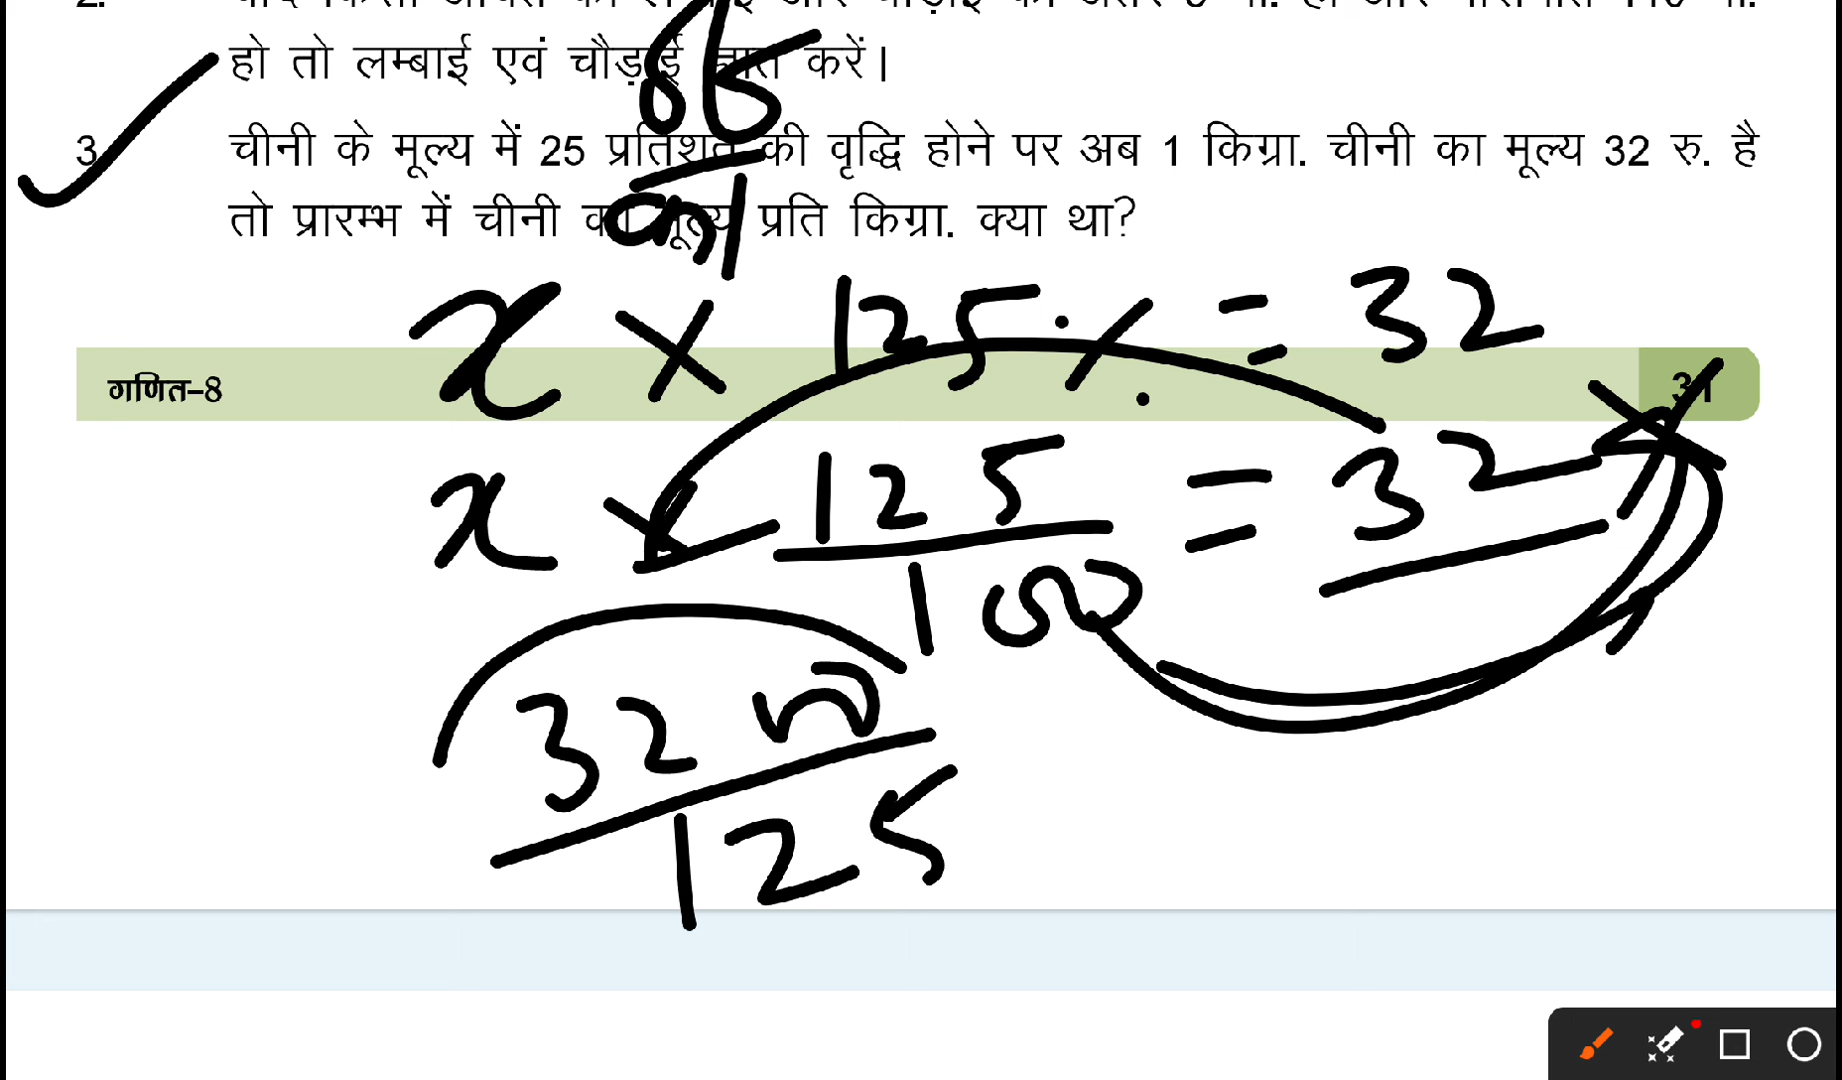 2.
हो तो लम्बाई एवं चौड़ाई ज्ञात करें।
3. चीनी के मूल्य में 25 प्रतिशत की वृद्धि होने पर अब 1 किग्रा. चीनी का मूल्य 32 रु. है
तो प्रारम्भ में चीनी का मूल्य प्रति किग्रा. क्या था?
x × 125% = 32
गणित–8 31
x × 125/100 = 32 ×
3200/125